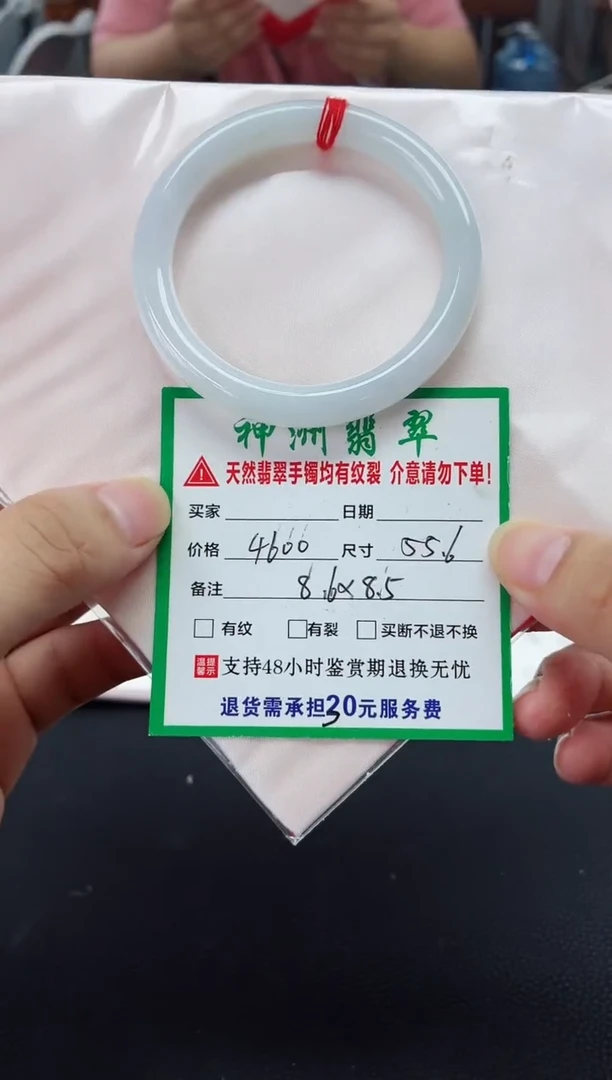 神洲翡翠
天然翡翠手镯均有纹裂 介意请勿下单!
买家 日期
价格 4600 尺寸 55.6
备注 8.6×8.5
有纹 有裂 买断不退不换
温馨提示 支持48小时鉴赏期退换无忧
退货需承担30元服务费